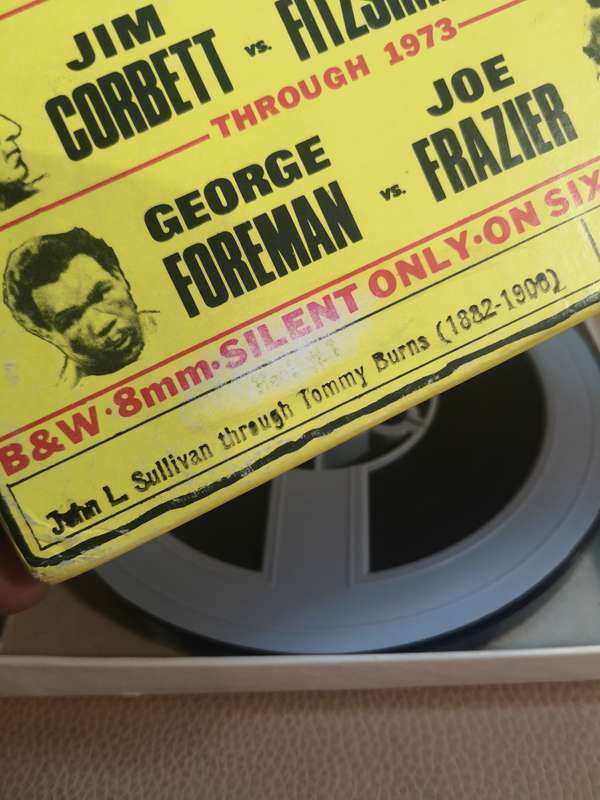 JIM
CORBETT vs.
THROUGH 1973
GEORGE
FOREMAN vs.
JOE
FRAZIER
B&W·8mm·SILENT ONLY·ON SIX
John L. Sullivan through Tommy Burns (1882-1906)